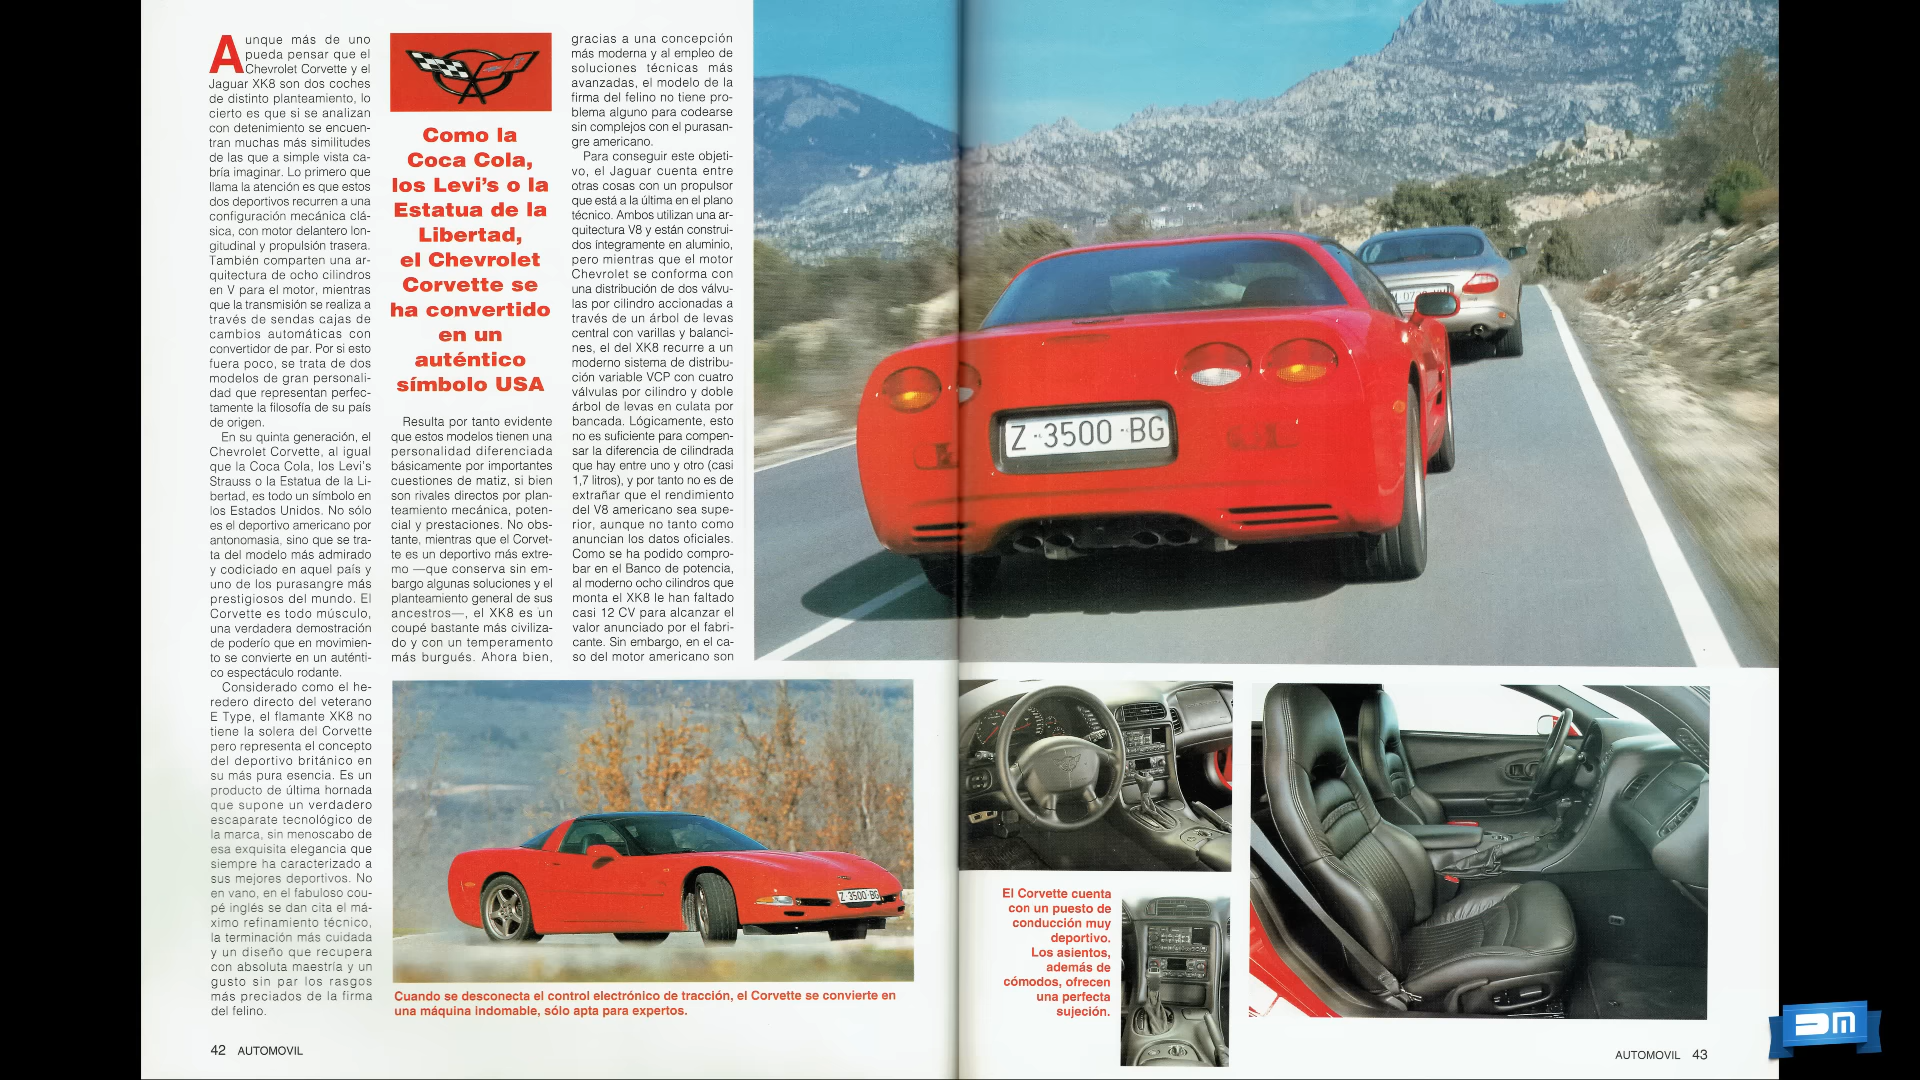 Aunque más de uno
pueda pensar que el
Chevrolet Corvette y el
Jaguar XK8 son dos coches
de distinto planteamiento, lo
cierto es que si se analizan
con detenimiento se encuen-
tran muchas más similitudes
de las que a simple vista ca-
bría imaginar. Lo primero que
llama la atención es que estos
dos deportivos recurren a una
configuración mecánica clá-
sica, con motor delantero lon-
gitudinal y propulsión trasera.
También comparten una ar-
quitectura de ocho cilindros
en V para el motor, mientras
que la transmisión se realiza a
través de sendas cajas de
cambios automáticas con
convertidor de par. Por si esto
fuera poco, se trata de dos
modelos de gran personali-
dad que representan perfec-
tamente la filosofía de su país
de origen.
En su quinta generación, el
Chevrolet Corvette, al igual
que la Coca Cola, los Levi's
Strauss o la Estatua de la Li-
bertad, es todo un símbolo en
los Estados Unidos. No sólo
es el deportivo americano por
antonomasia, sino que se tra-
ta del modelo más admirado
y codiciado en aquel país y
uno de los purasangre más
prestigiosos del mundo. El
Corvette es todo músculo,
una verdadera demostración
de poderío que en movimien-
to se convierte en un auténti-
co espectáculo rodante.
Considerado como el he-
redero directo del veterano
E Type, el flamante XK8 no
tiene la solera del Corvette
pero representa el concepto
del deportivo británico en
su más pura esencia. Es un
producto de última hornada
que supone un verdadero
escaparate tecnológico de
la marca, sin menoscabo de
esa exquisita elegancia que
siempre ha caracterizado a
sus mejores deportivos. No
en vano, en el fabuloso cou-
pé inglés se dan cita el má-
ximo refinamiento técnico,
la terminación más cuidada
y un diseño que recupera
con absoluta maestría y un
gusto sin par los rasgos
más preciados de la firma
del felino.
Como la
Coca Cola,
los Levi's o la
Estatua de la
Libertad,
el Chevrolet
Corvette se
ha convertido
en un
auténtico
símbolo USA
Resulta por tanto evidente
que estos modelos tienen una
personalidad diferenciada
básicamente por importantes
cuestiones de matiz, si bien
son rivales directos por plan-
teamiento mecánica, poten-
cial y prestaciones. No obs-
tante, mientras que el Corvet-
te es un deportivo más extre-
mo —que conserva sin em-
bargo algunas soluciones y el
planteamiento general de sus
ancestros—, el XK8 es un
coupé bastante más civiliza-
do y con un temperamento
más burgués. Ahora bien,
gracias a una concepción
más moderna y al empleo de
soluciones técnicas más
avanzadas, el modelo de la
firma del felino no tiene pro-
blema alguno para codearse
sin complejos con el purasan-
gre americano.
Para conseguir este objeti-
vo, el Jaguar cuenta entre
otras cosas con un propulsor
que está a la última en el plano
técnico. Ambos utilizan una ar-
quitectura V8 y están construi-
dos íntegramente en aluminio,
pero mientras que el motor
Chevrolet se conforma con
una distribución de dos válvu-
las por cilindro accionadas a
través de un árbol de levas
central con varillas y balanci-
nes, el del XK8 recurre a un
moderno sistema de distribu-
ción variable VCP con cuatro
válvulas por cilindro y doble
árbol de levas en culata por
bancada. Lógicamente, esto
no es suficiente para compen-
sar la diferencia de cilindrada
que hay entre uno y otro (casi
1,7 litros), y por tanto no es de
extrañar que el rendimiento
del V8 americano sea supe-
rior, aunque no tanto como
anuncian los datos oficiales.
Como se ha podido compro-
bar en el Banco de potencia,
al moderno ocho cilindros que
monta el XK8 le han faltado
casi 12 CV para alcanzar el
valor anunciado por el fabri-
cante. Sin embargo, en el ca-
so del motor americano son
Z-3500-BG
Z-3500-BG
Cuando se desconecta el control electrónico de tracción, el Corvette se convierte en
una máquina indomable, sólo apta para expertos.
El Corvette cuenta
con un puesto de
conducción muy
deportivo.
Los asientos,
además de
cómodos, ofrecen
una perfecta
sujeción.
42 AUTOMOVIL
AUTOMOVIL 43